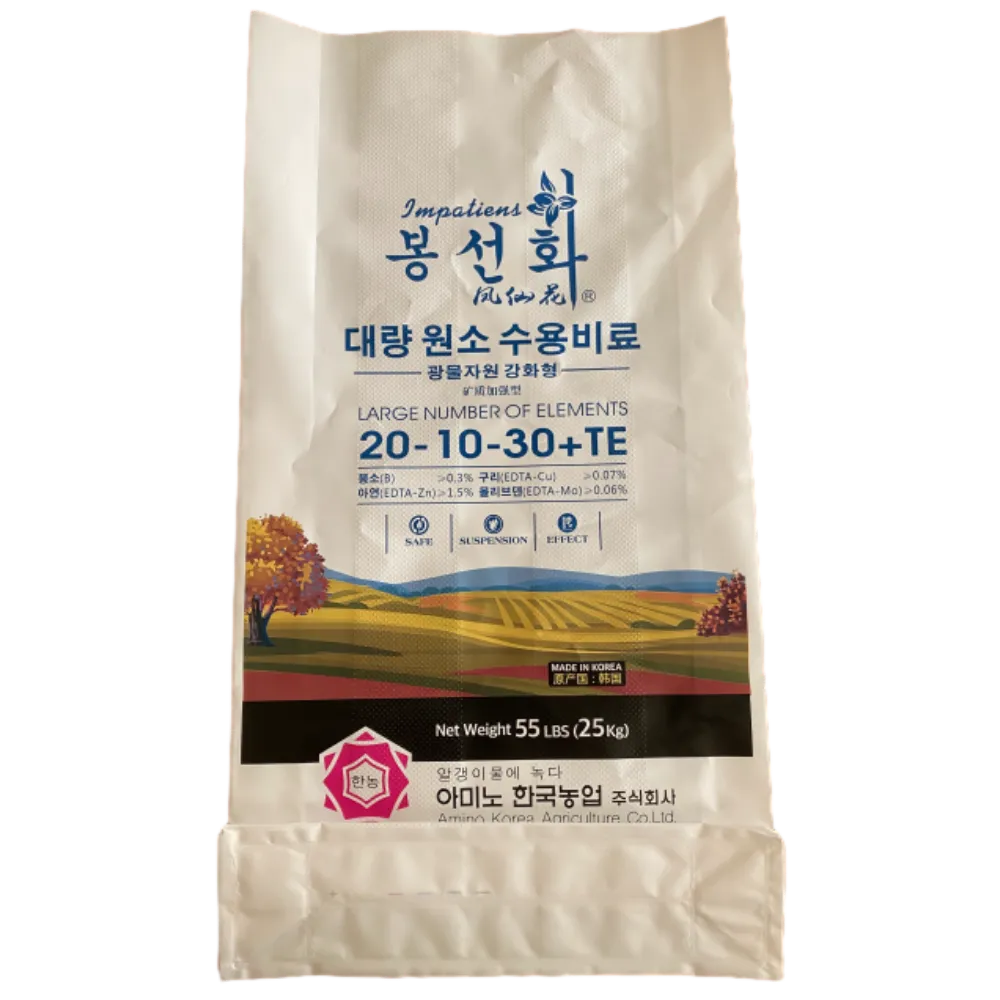 Impatiens
봉선화
凤仙花®
대량 원소 수용비료
광물자원 강화형
矿质加强型
LARGE NUMBER OF ELEMENTS
20-10-30+TE
붕소(B) ≥0.3% 구리(EDTA-Cu) ≥0.07%
아연(EDTA-Zn)≥1.5% 몰리브덴(EDTA-Mo)≥0.06%
SAFE SUSPENSION EFFECT
MADE IN KOREA
原产国：韩国
Net Weight 55 LBS (25Kg)
한농
알갱이물에 녹다
아미노 한국농업 주식회사
Amino Korea Agriculture Co.Ltd.